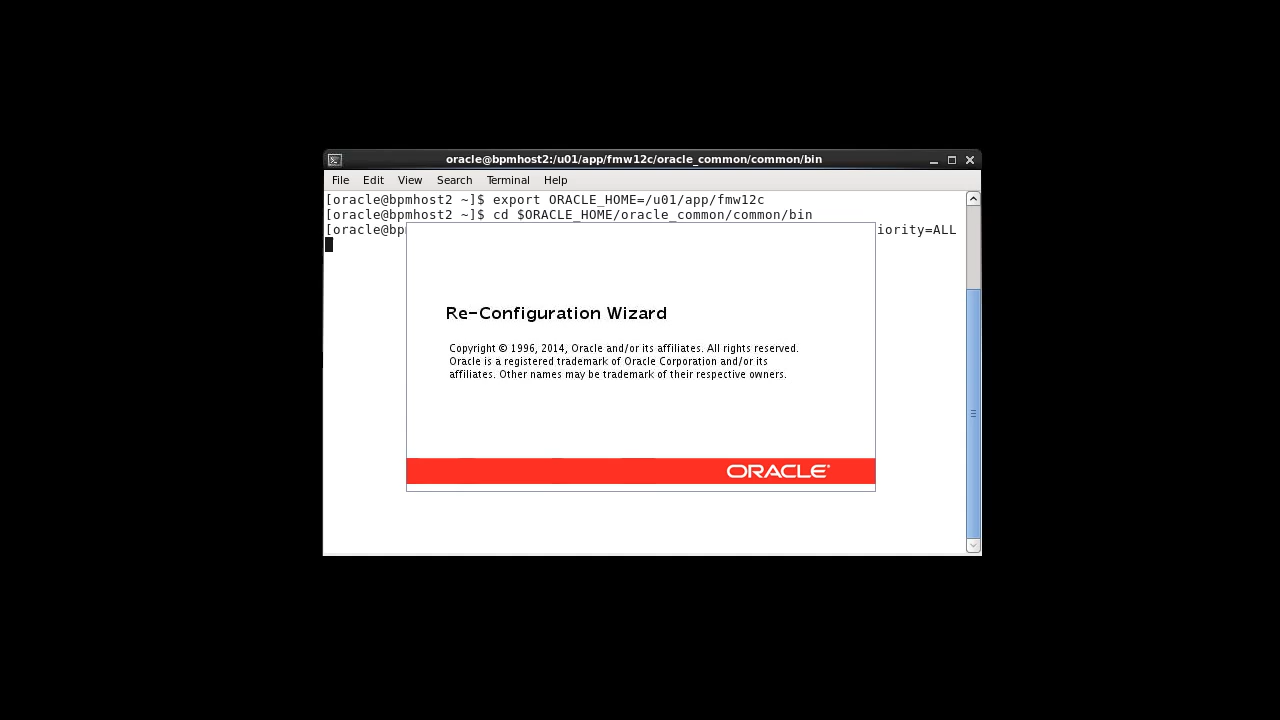 oracle@bpmhost2:/u01/app/fmw12c/oracle_common/common/bin
File Edit View Search Terminal Help
[oracle@bpmhost2 ~]$ export ORACLE_HOME=/u01/app/fmw12c
[oracle@bpmhost2 ~]$ cd $ORACLE_HOME/oracle_common/common/bin
[oracle@bp iority=ALL
Re-Configuration Wizard
Copyright © 1996, 2014, Oracle and/or its affiliates. All rights reserved.
Oracle is a registered trademark of Oracle Corporation and/or its
affiliates. Other names may be trademark of their respective owners.
ORACLE